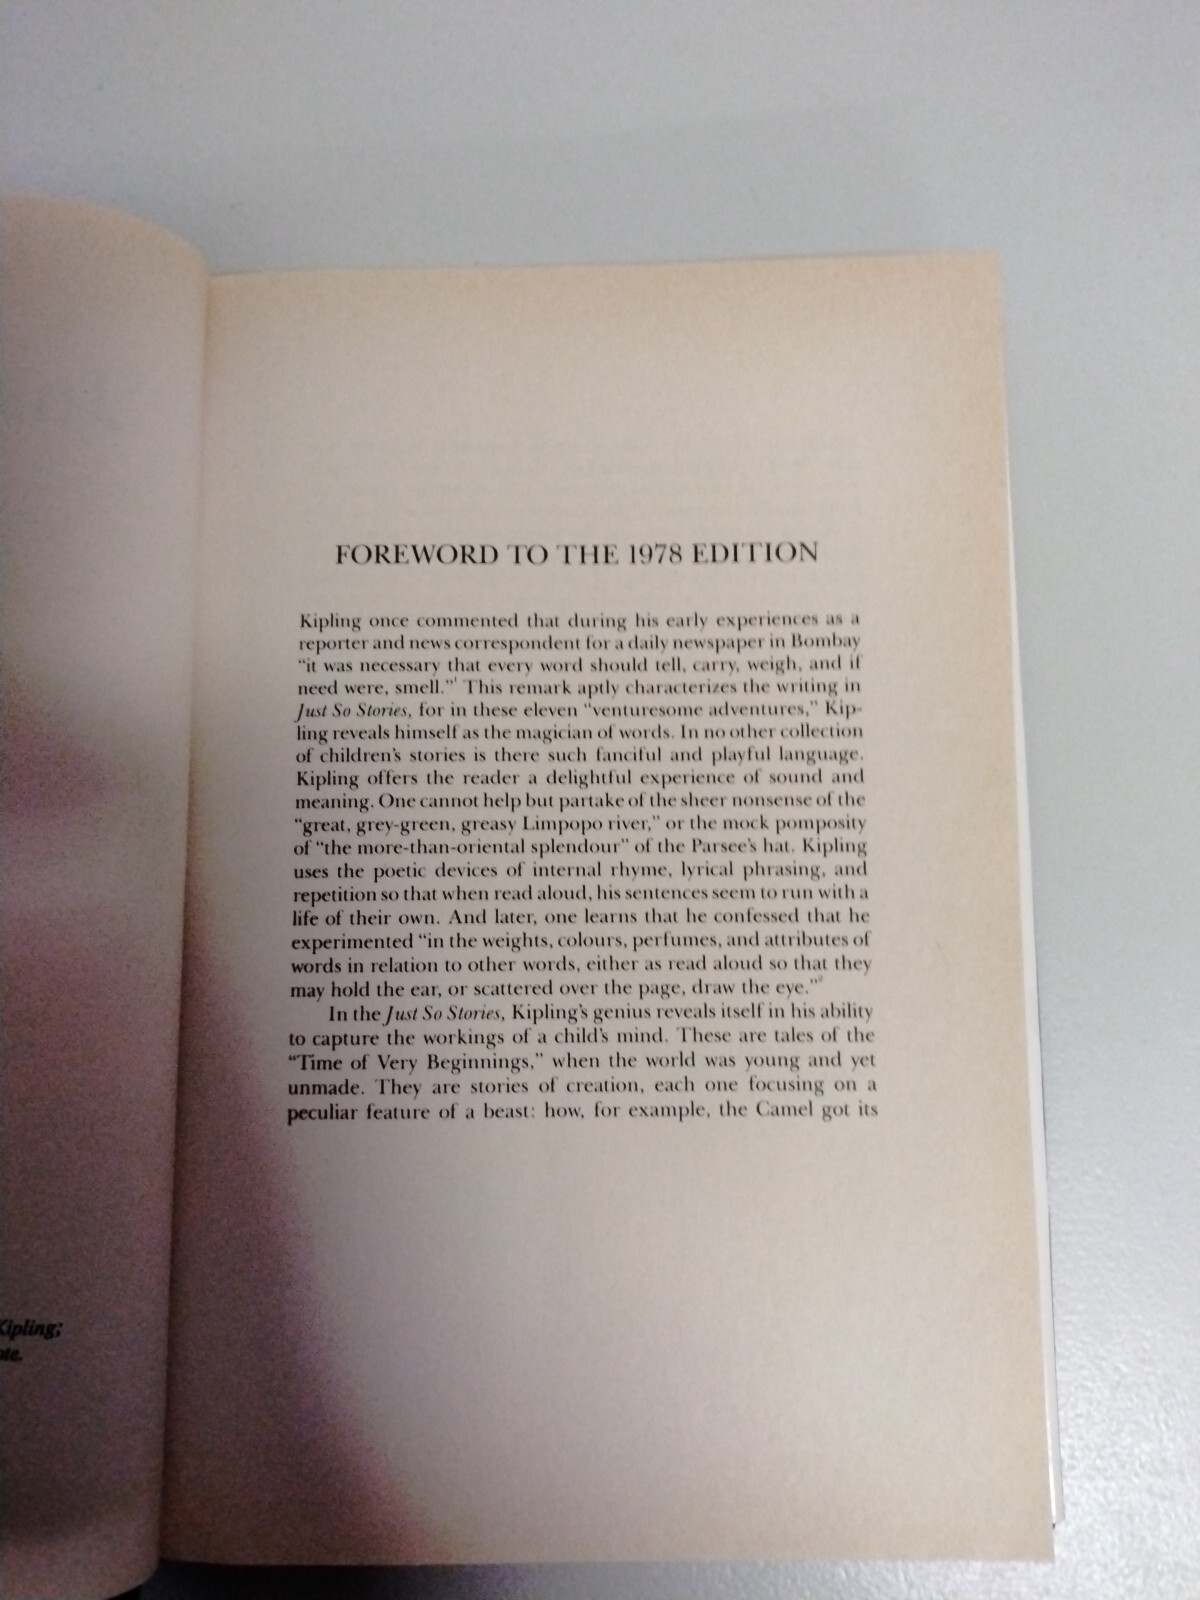 FOREWORD TO THE 1978 EDITION
Kipling once commented that during his early experiences as a
reporter and news correspondent for a daily newspaper in Bombay
“it was necessary that every word should tell, carry, weigh, and if
need were, smell.”¹ This remark aptly characterizes the writing in
Just So Stories, for in these eleven “venturesome adventures,” Kip-
ling reveals himself as the magician of words. In no other collection
of children's stories is there such fanciful and playful language.
Kipling offers the reader a delightful experience of sound and
meaning. One cannot help but partake of the sheer nonsense of the
“great, grey-green, greasy Limpopo river,” or the mock pomposity
of “the more-than-oriental splendour” of the Parsee's hat. Kipling
uses the poetic devices of internal rhyme, lyrical phrasing, and
repetition so that when read aloud, his sentences seem to run with a
life of their own. And later, one learns that he confessed that he
experimented “in the weights, colours, perfumes, and attributes of
words in relation to other words, either as read aloud so that they
may hold the ear, or scattered over the page, draw the eye.”²
In the Just So Stories, Kipling's genius reveals itself in his ability
to capture the workings of a child's mind. These are tales of the
“Time of Very Beginnings,” when the world was young and yet
unmade. They are stories of creation, each one focusing on a
peculiar feature of a beast: how, for example, the Camel got its
Kipling;